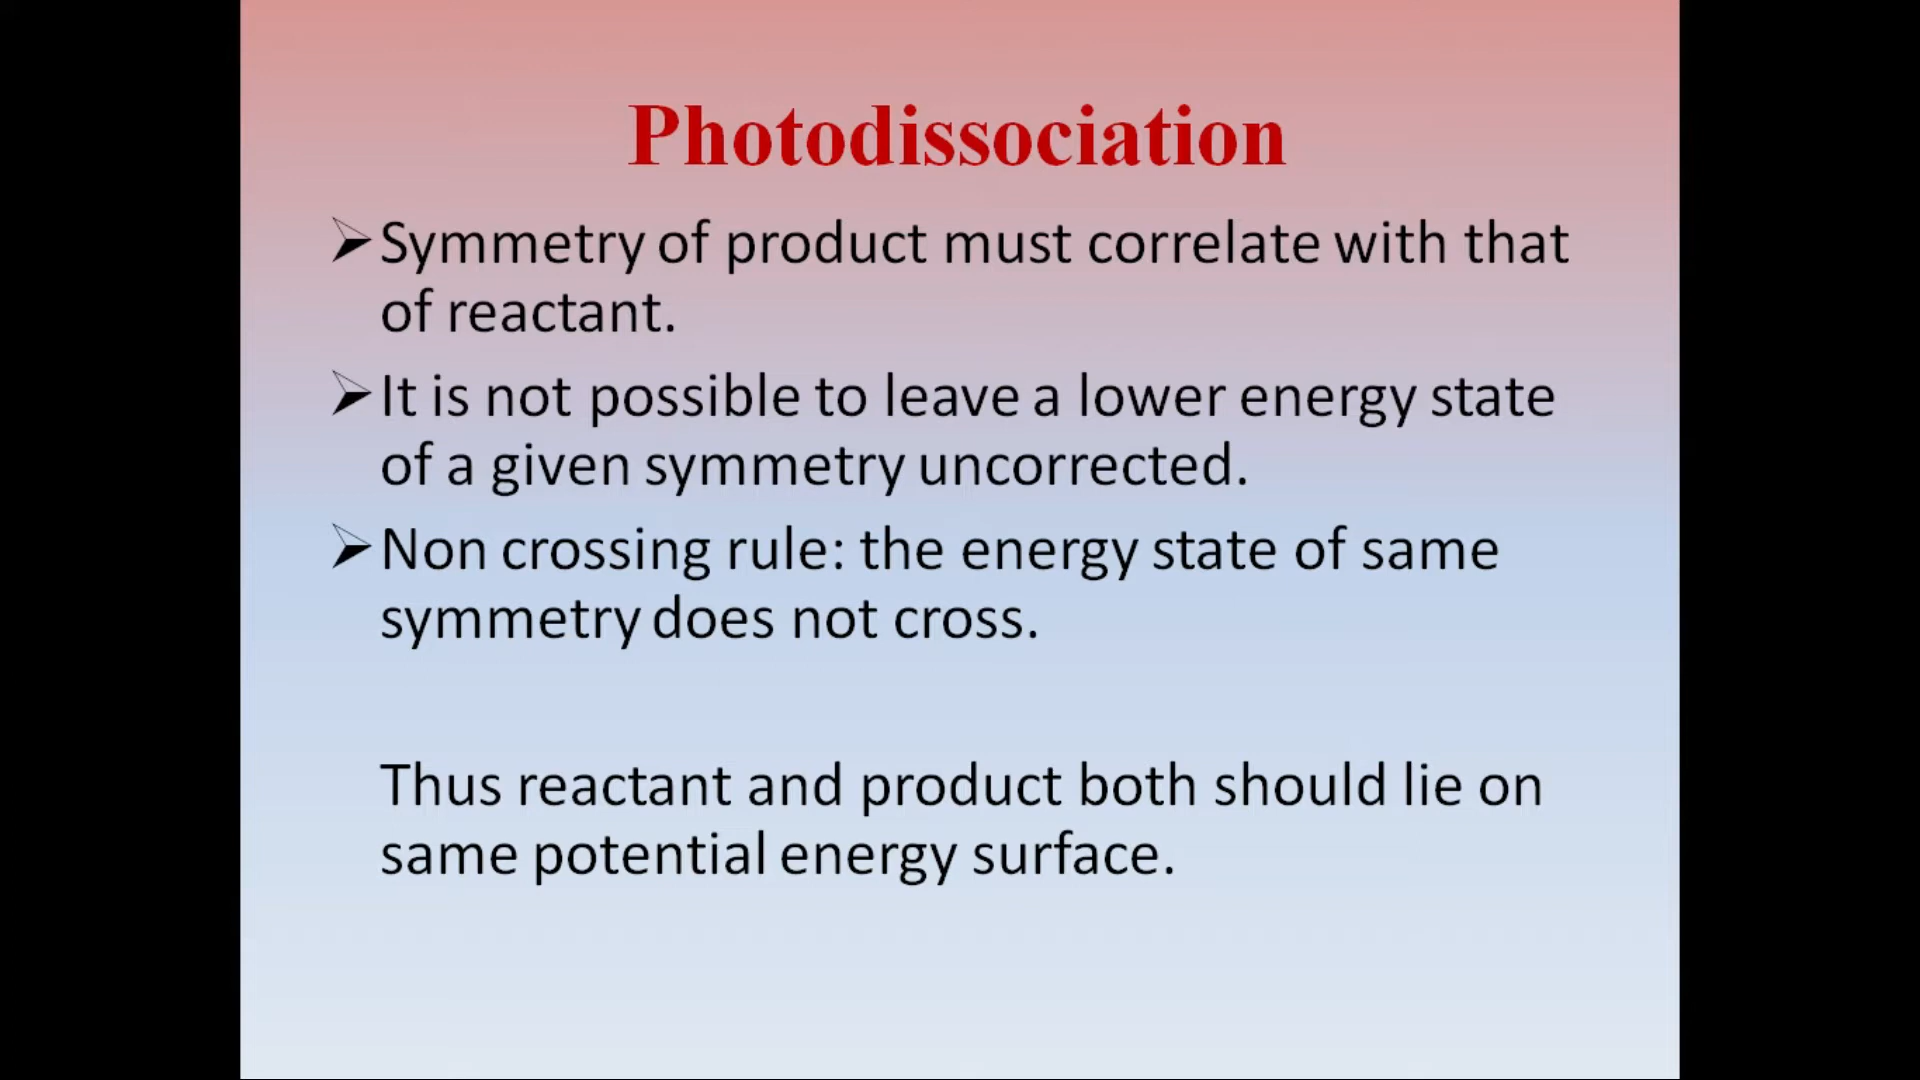 Photodissociation
➢Symmetry of product must correlate with that
of reactant.
➢It is not possible to leave a lower energy state
of a given symmetry uncorrected.
➢Non crossing rule: the energy state of same
symmetry does not cross.
Thus reactant and product both should lie on
same potential energy surface.